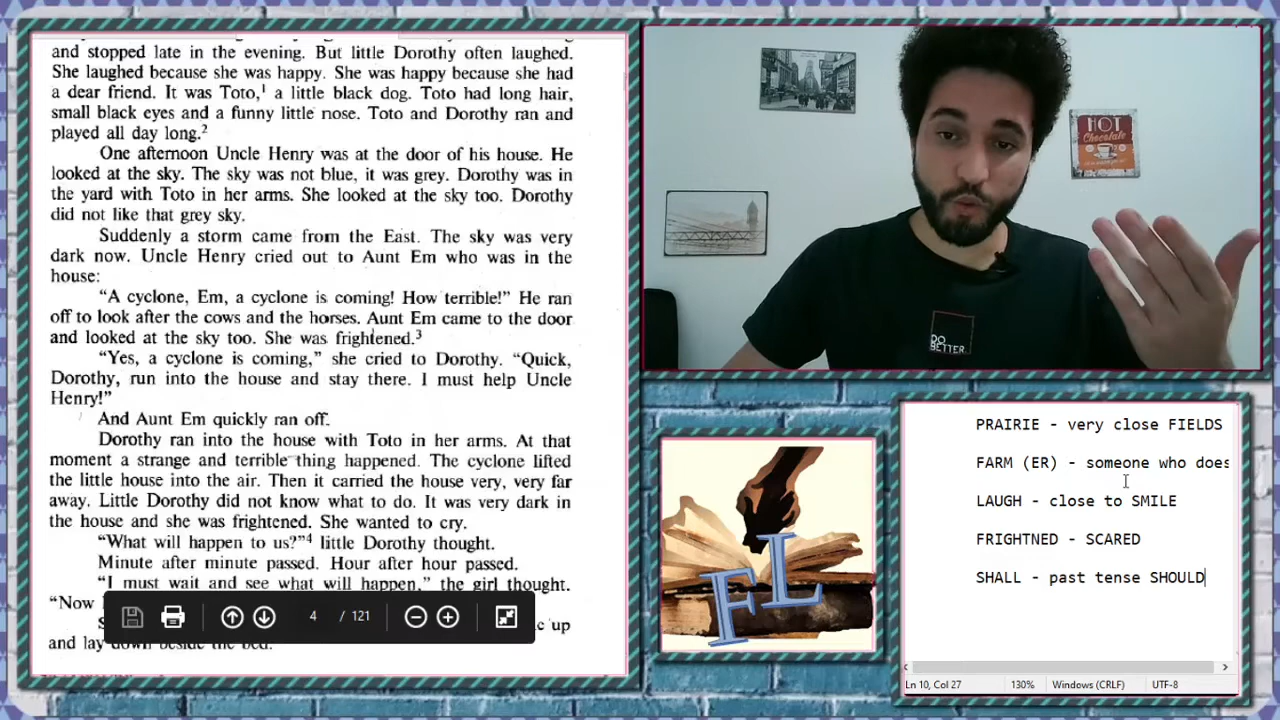 and stopped late in the evening. But little Dorothy often laughed.
She laughed because she was happy. She was happy because she had
a dear friend. It was Toto,¹ a little black dog. Toto had long hair,
small black eyes and a funny little nose. Toto and Dorothy ran and
played all day long.²
One afternoon Uncle Henry was at the door of his house. He
looked at the sky. The sky was not blue, it was grey. Dorothy was in
the yard with Toto in her arms. She looked at the sky too. Dorothy
did not like that grey sky.
Suddenly a storm came from the East. The sky was very
dark now. Uncle Henry cried out to Aunt Em who was in the
house:
“A cyclone, Em, a cyclone is coming! How terrible!” He ran
off to look after the cows and the horses. Aunt Em came to the door
and looked at the sky too. She was frightened.³
“Yes, a cyclone is coming,” she cried to Dorothy. “Quick,
Dorothy, run into the house and stay there. I must help Uncle
Henry!”
And Aunt Em quickly ran off.
Dorothy ran into the house with Toto in her arms. At that
moment a strange and terrible thing happened. The cyclone lifted
the little house into the air. Then it carried the house very, very far
away. Little Dorothy did not know what to do. It was very dark in
the house and she was frightened. She wanted to cry.
“What will happen to us?”⁴ little Dorothy thought.
Minute after minute passed. Hour after hour passed.
“I must wait and see what will happen,” the girl thought.
“Now
up
and lay down beside the bed.
4 / 121
HOT
Chocolate
DO
BETTER.
FL
PRAIRIE - very close FIELDS
FARM (ER) - someone who does
LAUGH - close to SMILE
FRIGHTNED - SCARED
SHALL - past tense SHOULD
Ln 10, Col 27 130% Windows (CRLF) UTF-8